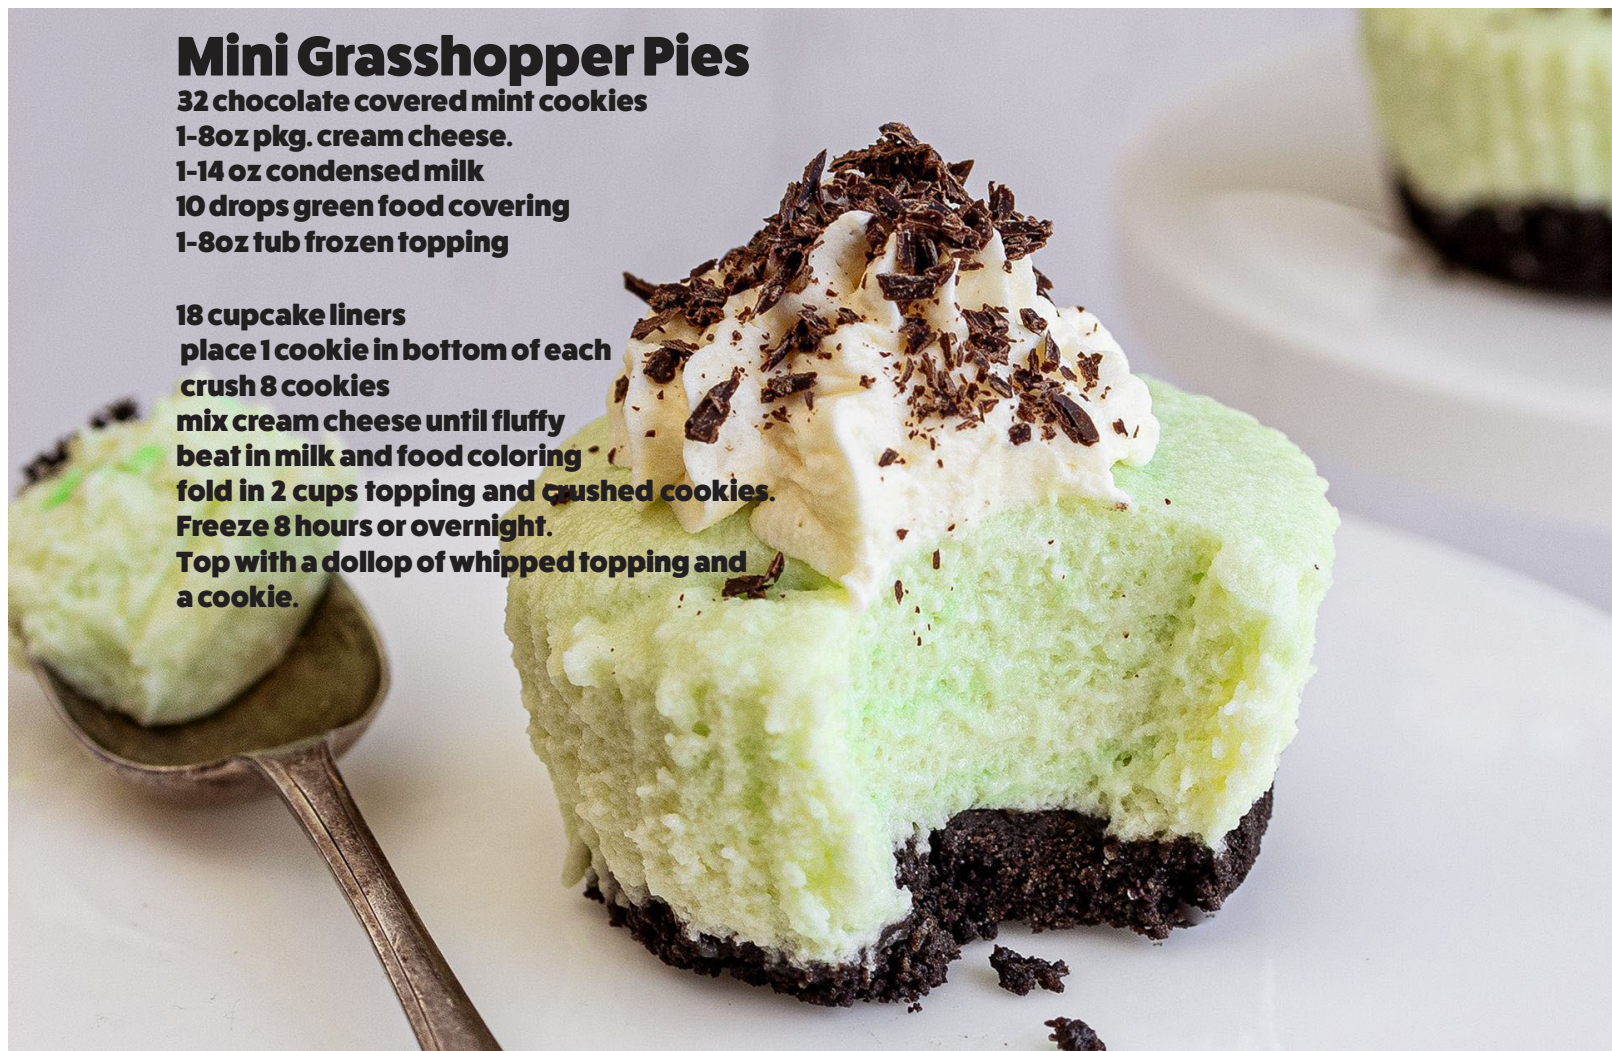 Mini Grasshopper Pies
32 chocolate covered mint cookies
1-8oz pkg. cream cheese.
1-14 oz condensed milk
10 drops green food covering
1-8oz tub frozen topping
18 cupcake liners
place 1 cookie in bottom of each
crush 8 cookies
mix cream cheese until fluffy
beat in milk and food coloring
fold in 2 cups topping and crushed cookies.
Freeze 8 hours or overnight.
Top with a dollop of whipped topping and
a cookie.